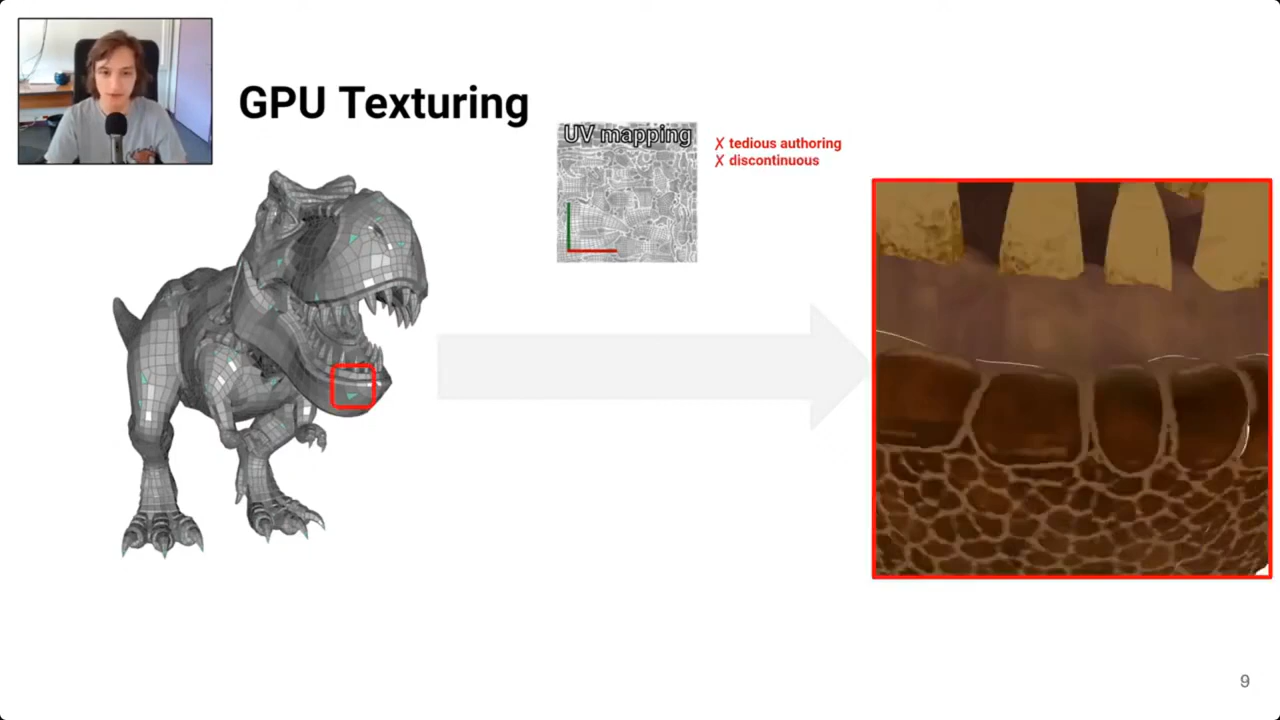 GPU Texturing
UV mapping
✗ tedious authoring
✗ discontinuous
9